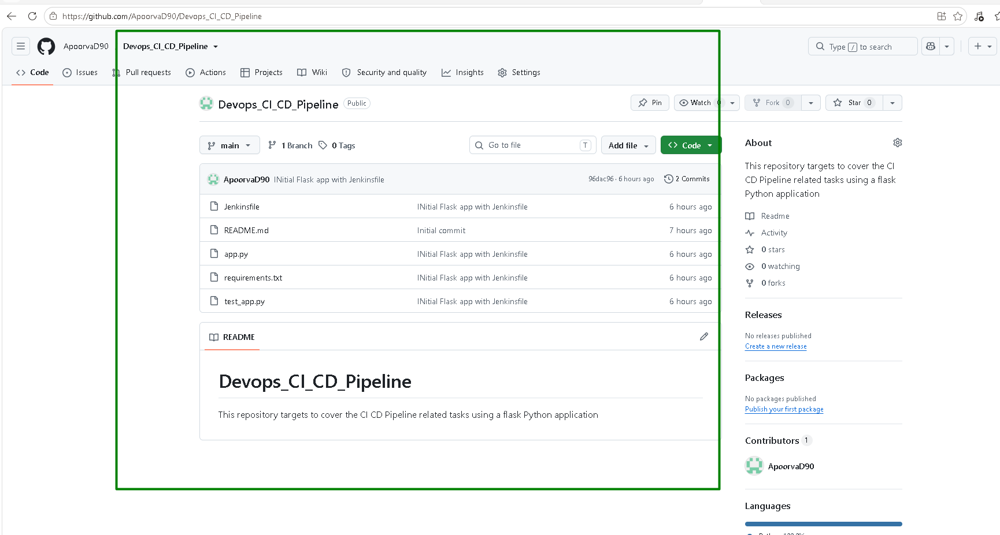 https://github.com/ApoorvaD90/Devops_CI_CD_Pipeline
ApoorvaD90 Devops_CI_CD_Pipeline
Type / to search
Code Issues Pull requests Actions Projects Wiki Security and quality Insights Settings
Devops_CI_CD_Pipeline Public
Pin Watch 0 Fork 0 Star 0
main 1 Branch 0 Tags Go to file T Add file Code
ApoorvaD90 INitial Flask app with Jenkinsfile 96dac96 · 6 hours ago 2 Commits
Jenkinsfile INitial Flask app with Jenkinsfile 6 hours ago
README.md Initial commit 7 hours ago
app.py INitial Flask app with Jenkinsfile 6 hours ago
requirements.txt INitial Flask app with Jenkinsfile 6 hours ago
test_app.py INitial Flask app with Jenkinsfile 6 hours ago
README
Devops_CI_CD_Pipeline
This repository targets to cover the CI CD Pipeline related tasks using a flask Python application
About
This repository targets to cover the CI
CD Pipeline related tasks using a flask
Python application
Readme
Activity
0 stars
0 watching
0 forks
Releases
No releases published
Create a new release
Packages
No packages published
Publish your first package
Contributors 1
ApoorvaD90
Languages
Python 100.0%